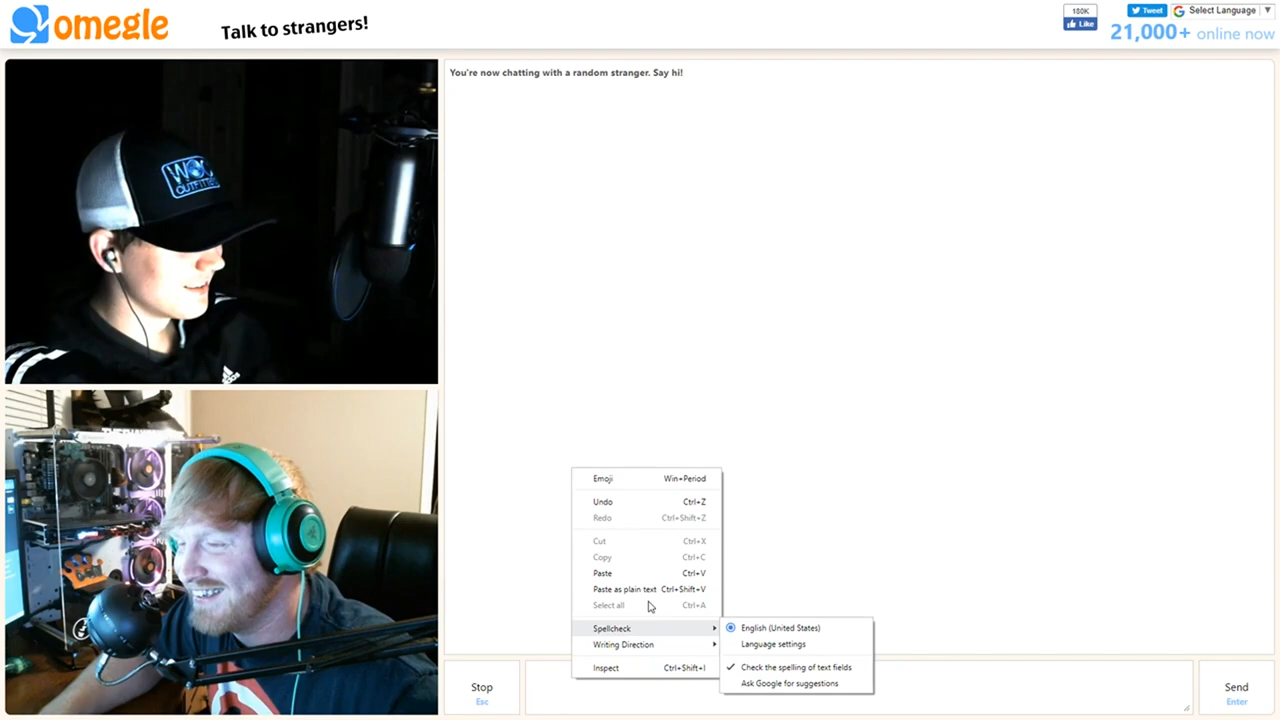 omegle
Talk to strangers!
180K
Like
Tweet
Select Language ▼
21,000+ online now
You're now chatting with a random stranger. Say hi!
adidas
Emoji Win+Period
Undo Ctrl+Z
Redo Ctrl+Shift+Z
Cut Ctrl+X
Copy Ctrl+C
Paste Ctrl+V
Paste as plain text Ctrl+Shift+V
Select all Ctrl+A
Spellcheck
Writing Direction
Inspect Ctrl+Shift+I
English (United States)
Language settings
Check the spelling of text fields
Ask Google for suggestions
Stop
Esc
Send
Enter